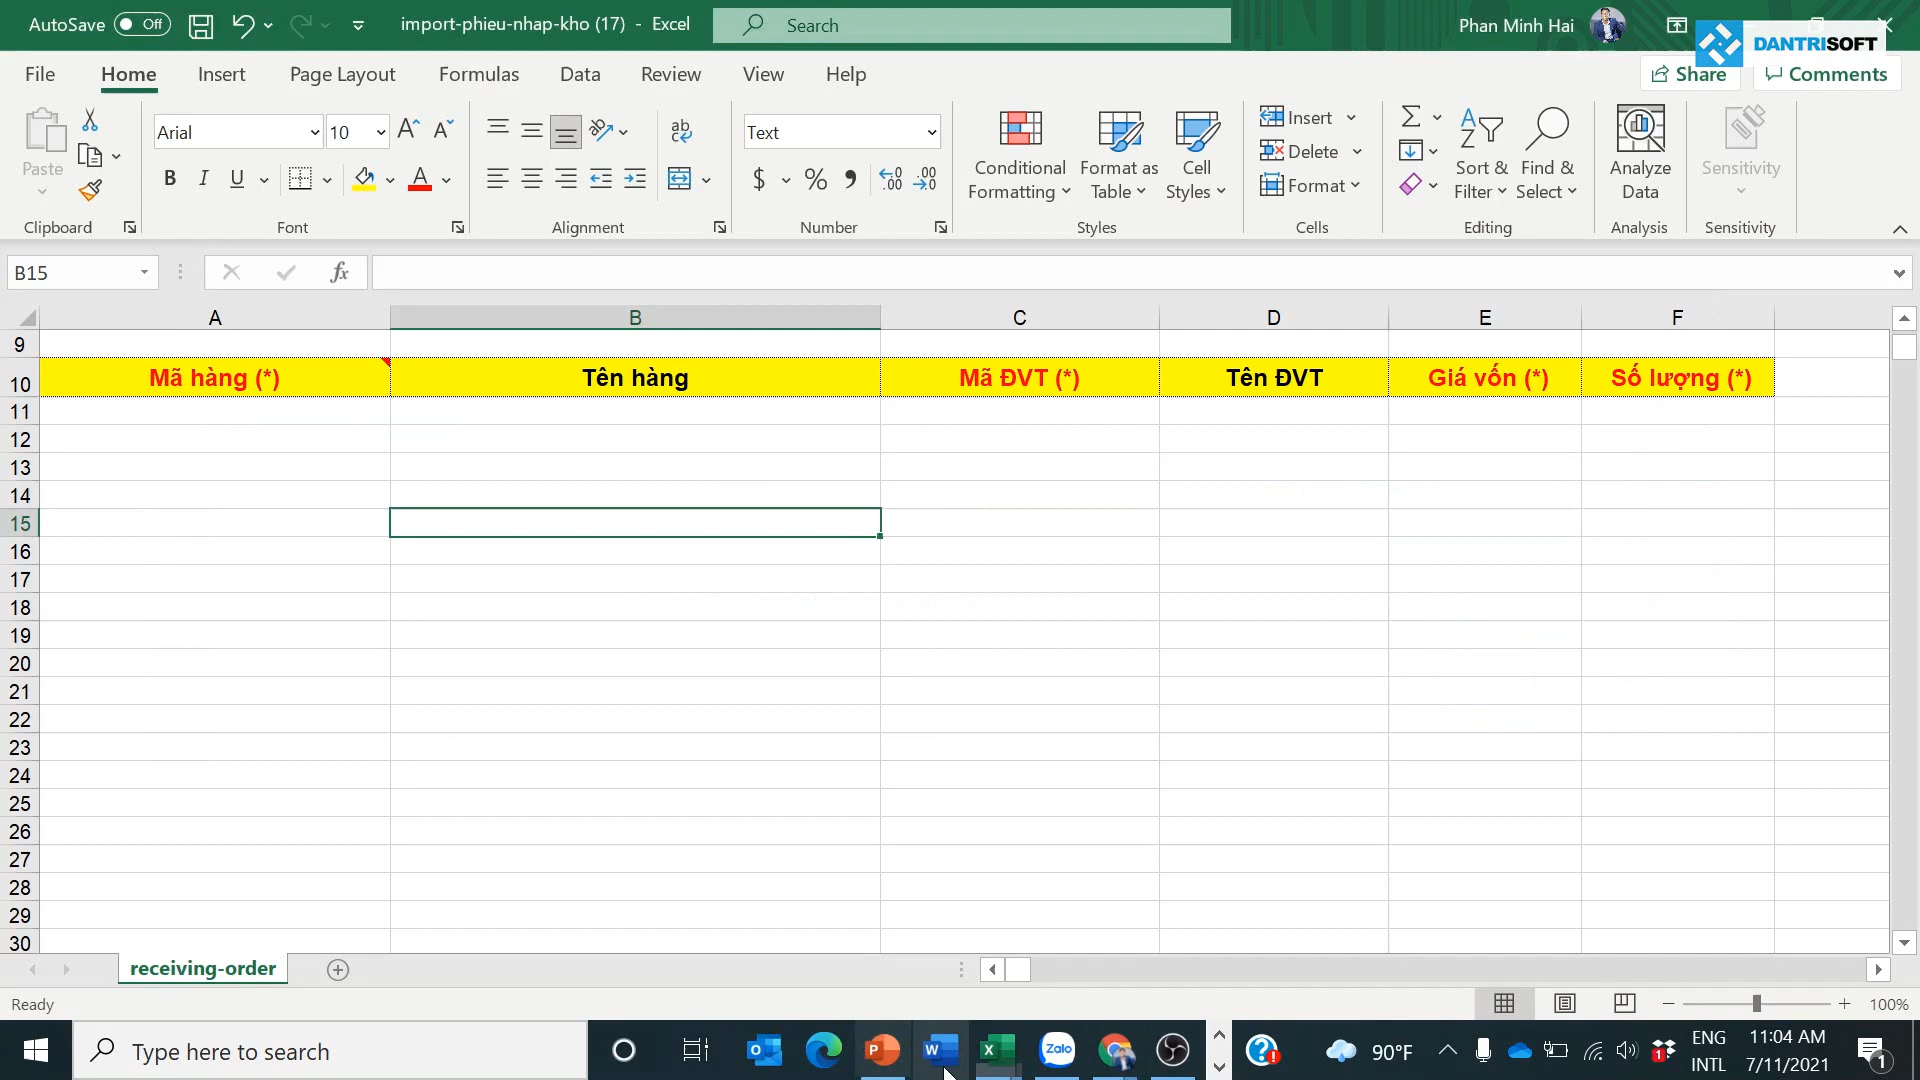 AutoSave Off import-phieu-nhap-kho (17) - Excel Search Phan Minh Hai
DANTRISOFT
File Home Insert Page Layout Formulas Data Review View Help Share Comments
Paste
Clipboard
Arial 10
B I U A
Font
ab
Alignment
Text
$ % .00
Number
Conditional Formatting
Format as Table
Cell Styles
Styles
Insert
Delete
Format
Cells
Sort & Filter
Find & Select
Editing
Analyze Data
Analysis
Sensitivity
Sensitivity
B15 fx
A B C D E F
9
10 Mã hàng (*) Tên hàng Mã ĐVT (*) Tên ĐVT Giá vốn (*) Số lượng (*)
11
12
13
14
15
16
17
18
19
20
21
22
23
24
25
26
27
28
29
30
receiving-order
Ready 100%
Type here to search Zalo 90°F ENG INTL 11:04 AM 7/11/2021 1